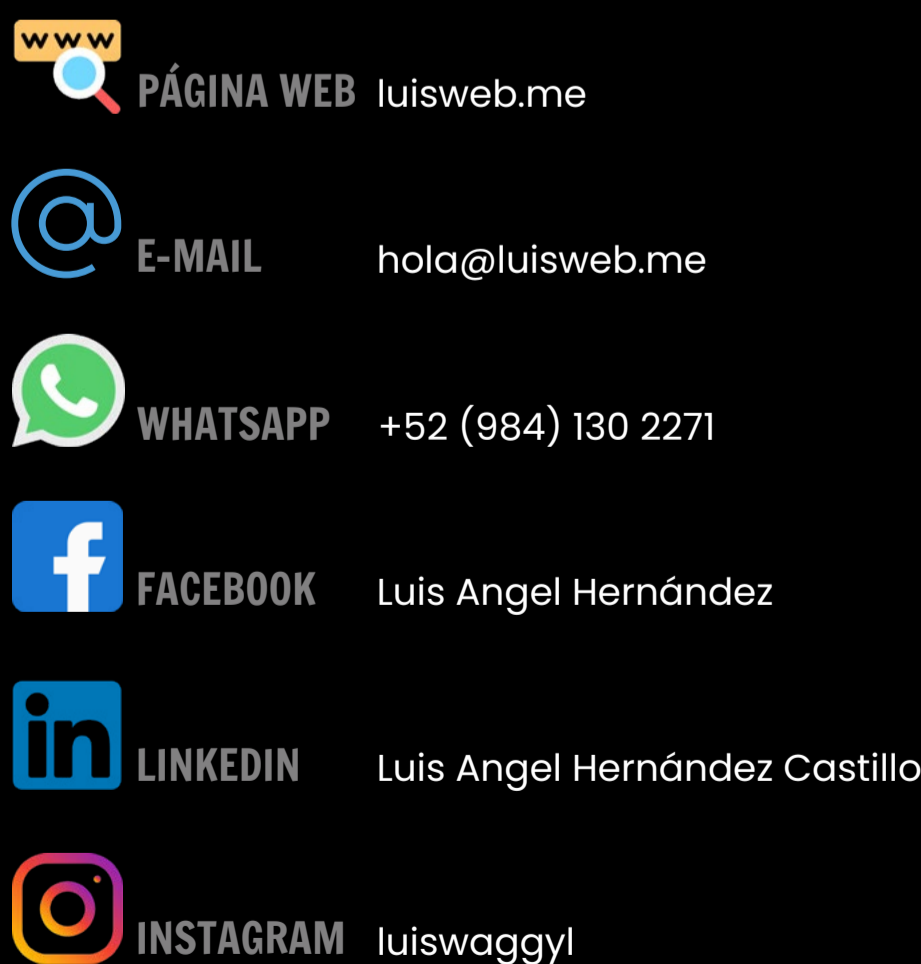 www
PÁGINA WEB luisweb.me
E-MAIL hola@luisweb.me
WHATSAPP +52 (984) 130 2271
FACEBOOK Luis Angel Hernández
LINKEDIN Luis Angel Hernández Castillo
INSTAGRAM luiswaggyl